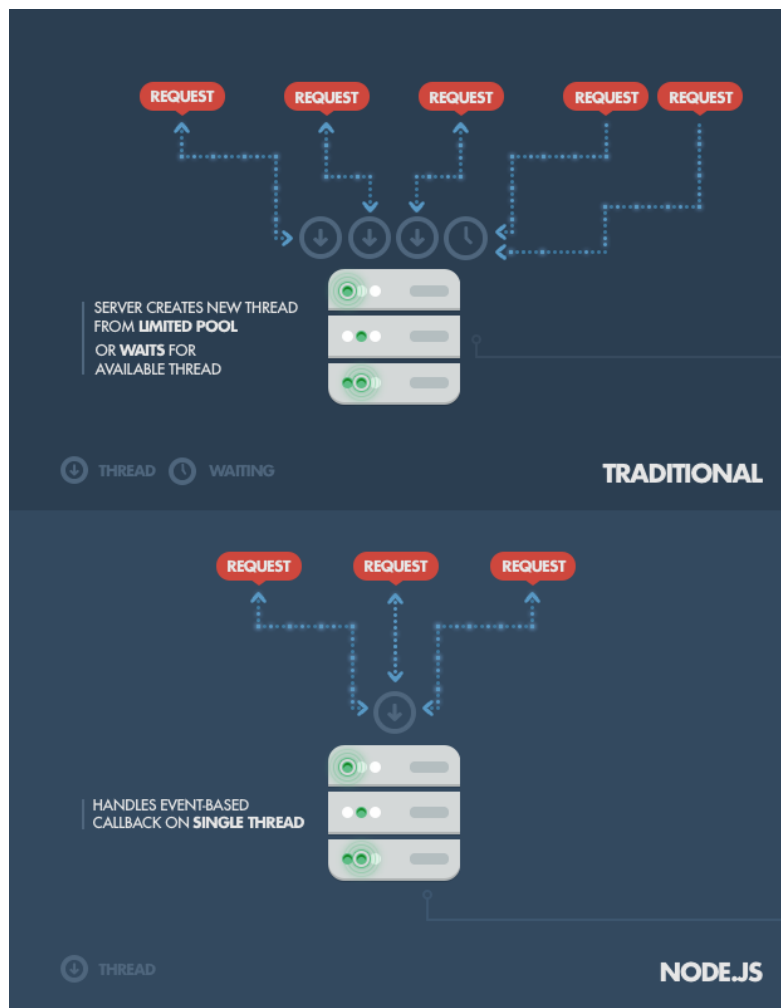 REQUEST REQUEST REQUEST REQUEST REQUEST
SERVER CREATES NEW THREAD
FROM LIMITED POOL
OR WAITS FOR
AVAILABLE THREAD
THREAD WAITING
TRADITIONAL
REQUEST REQUEST REQUEST
HANDLES EVENT-BASED
CALLBACK ON SINGLE THREAD
THREAD
NODE.JS